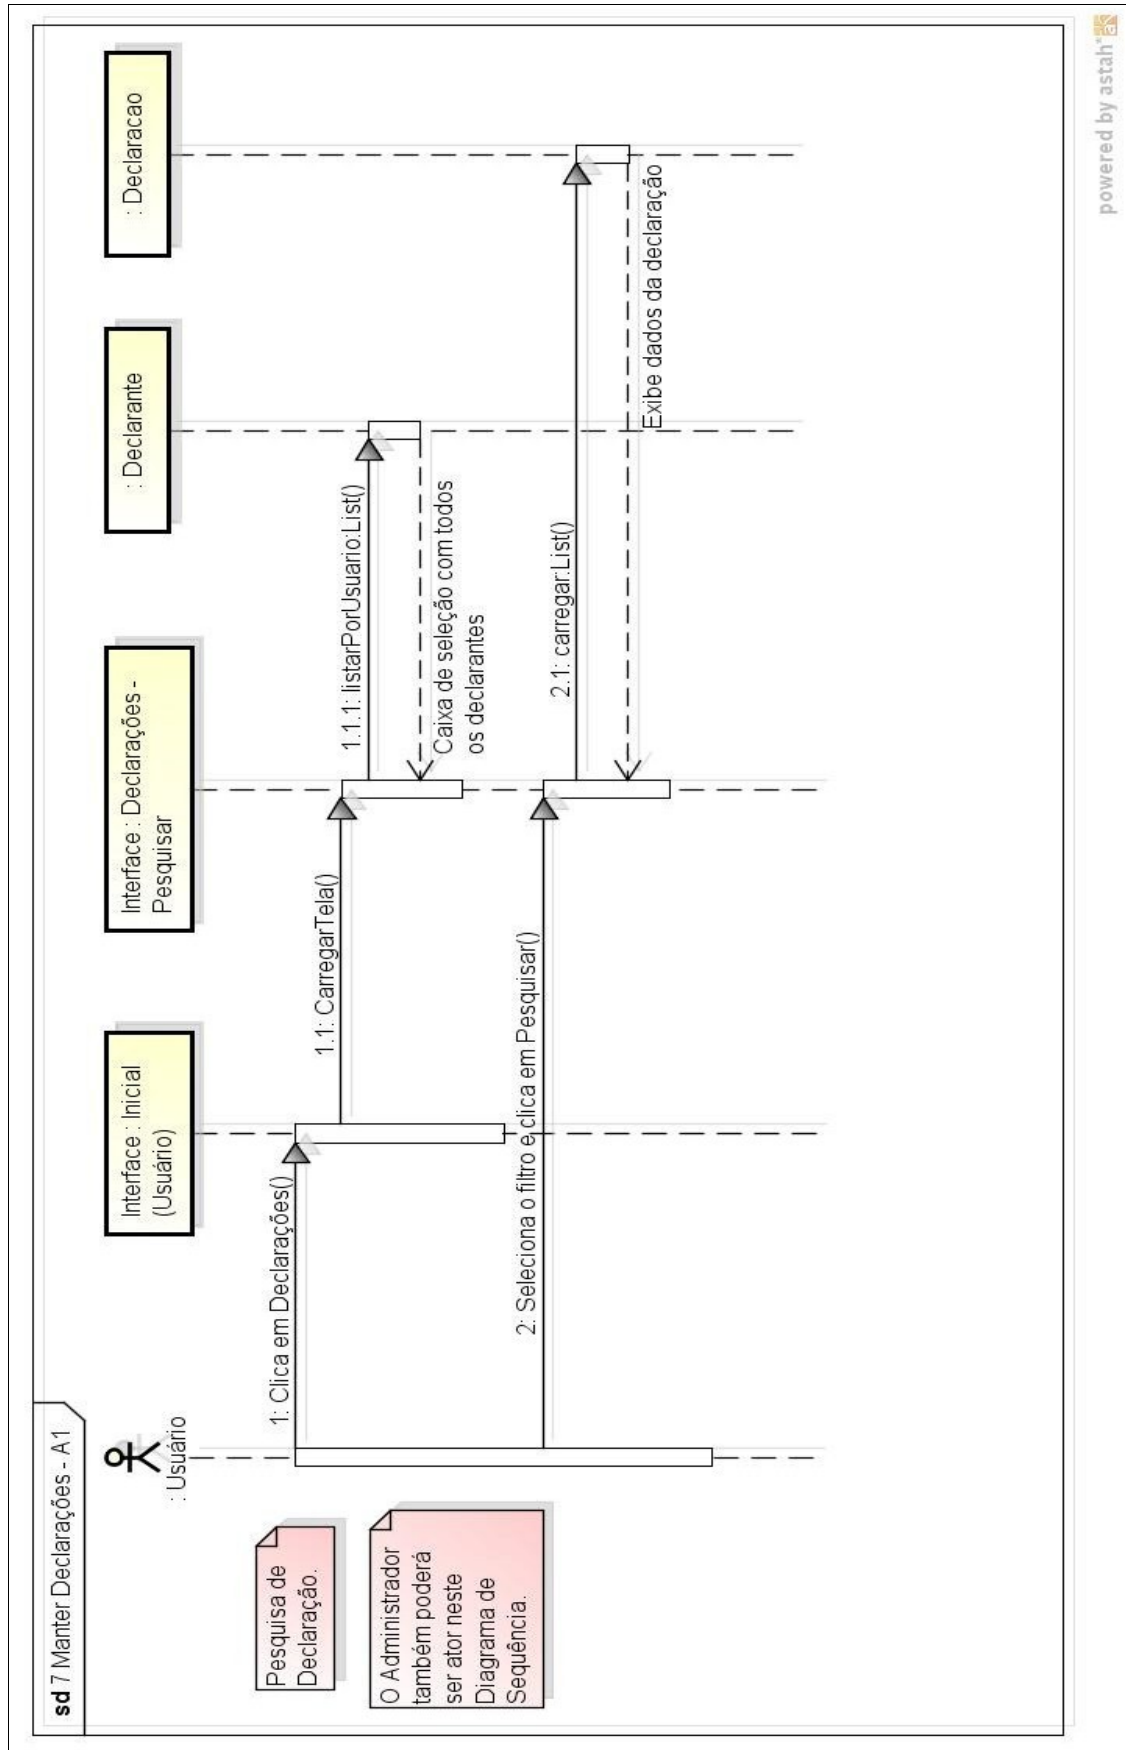 sd 7 Manter Declarações - A1
Pesquisa de
Declaração.
O Administrador
também poderá
ser ator neste
Diagrama de
Sequência.
: Usuário
Interface : Inicial
(Usuário)
Interface : Declarações -
Pesquisar
: Declarante
: Declaracao
1: Clica em Declarações()
1.1: CarregarTela()
1.1.1: listarPorUsuario:List()
Caixa de seleção com todos
os declarantes
2: Seleciona o filtro e clica em Pesquisar()
2.1: carregar:List()
Exibe dados da declaração
powered by astah*